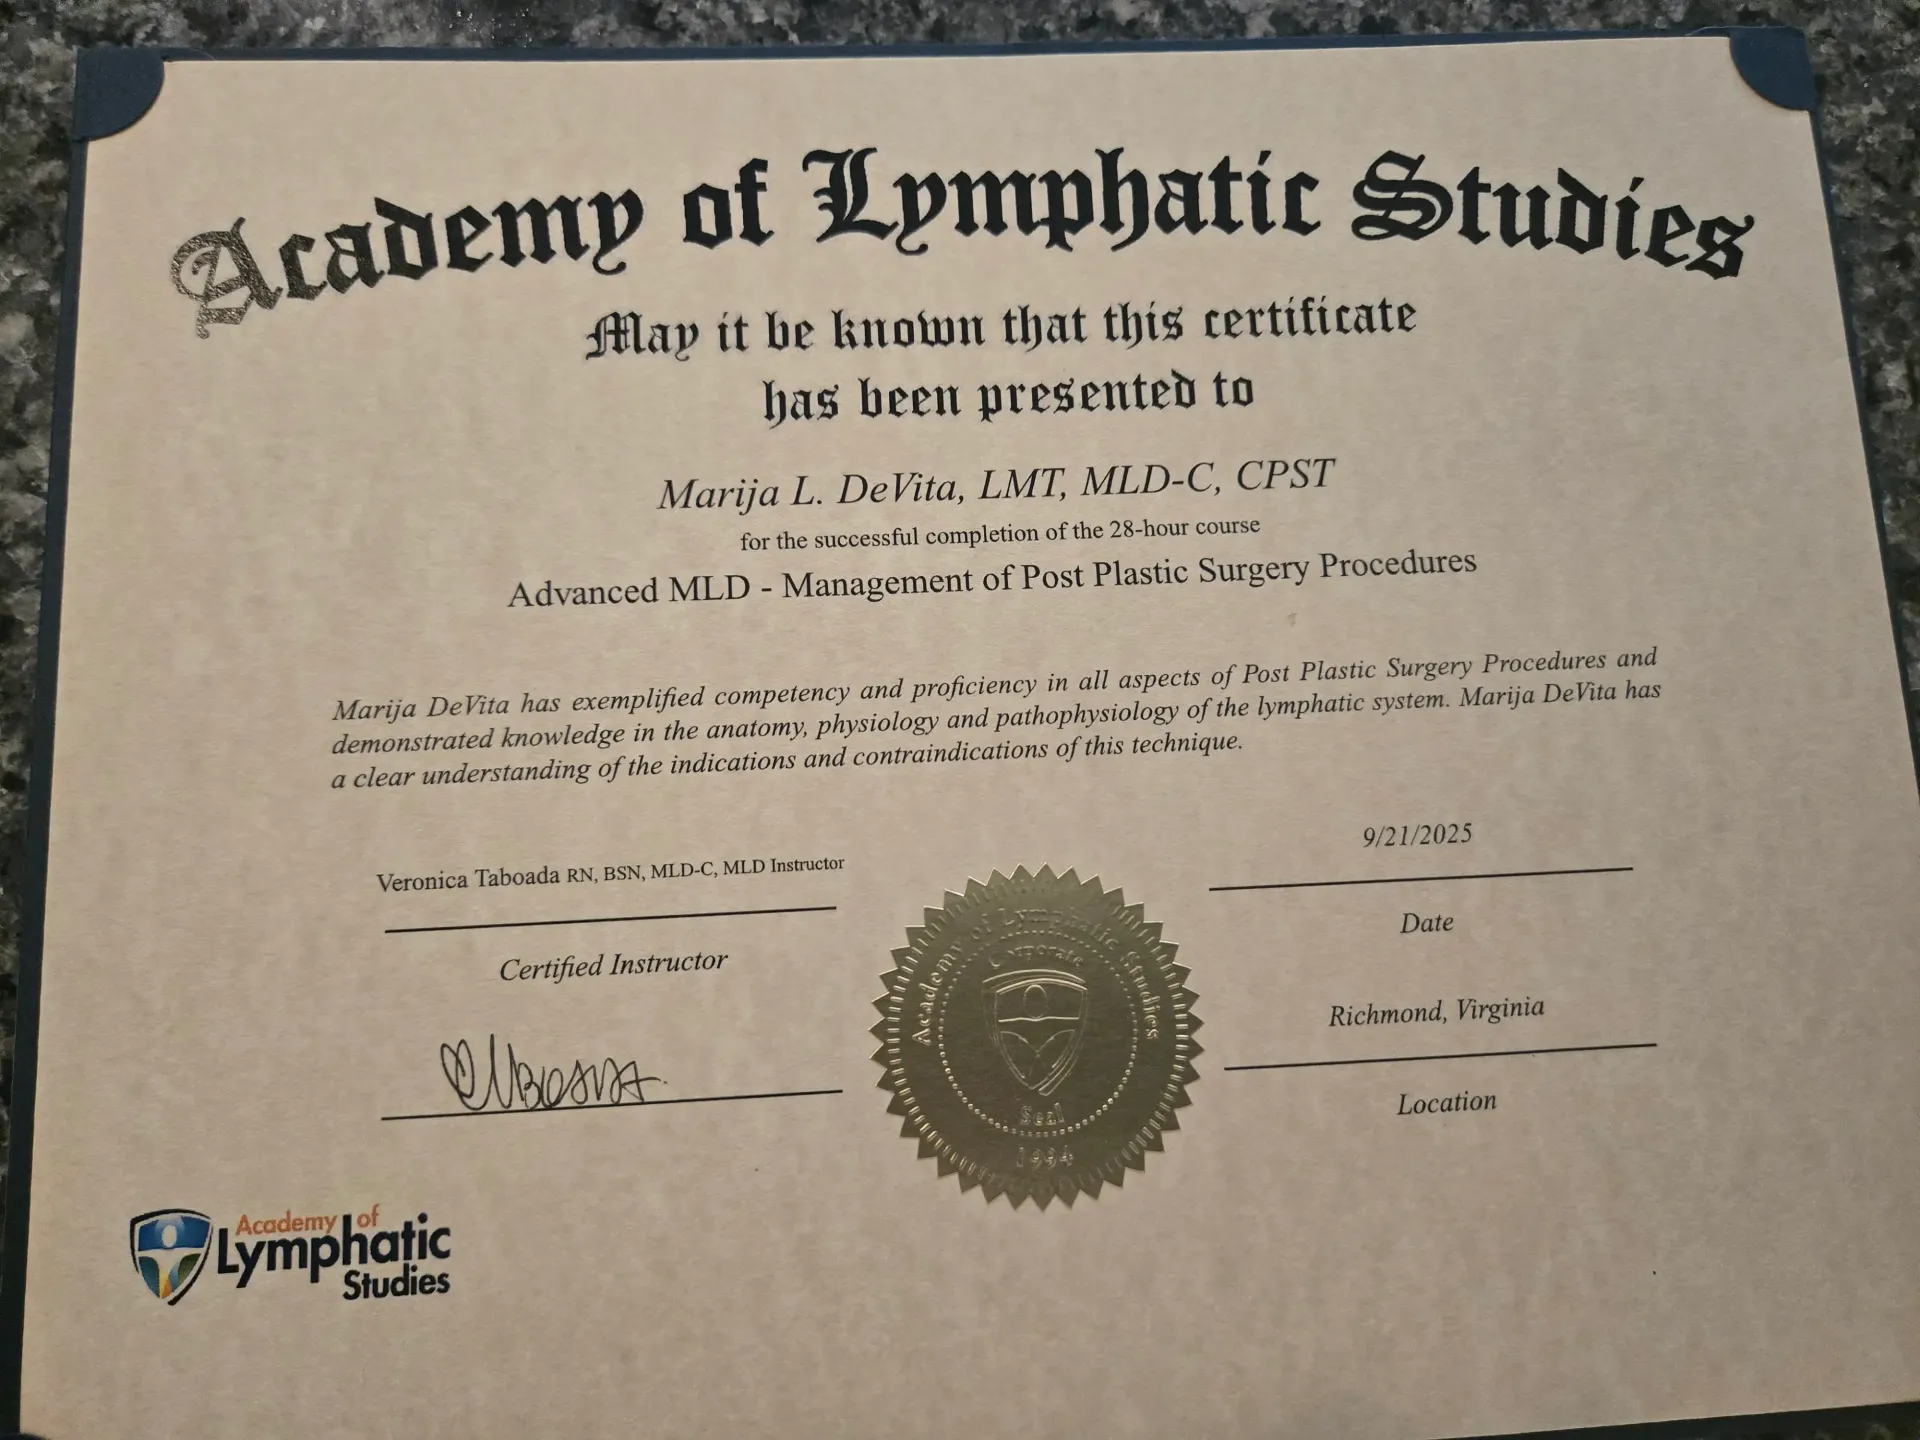 Academy of Lymphatic Studies
May it be known that this certificate
has been presented to
Marija L. DeVita, LMT, MLD-C, CPST
for the successful completion of the 28-hour course
Advanced MLD - Management of Post Plastic Surgery Procedures
Marija DeVita has exemplified competency and proficiency in all aspects of Post Plastic Surgery Procedures and
demonstrated knowledge in the anatomy, physiology and pathophysiology of the lymphatic system. Marija DeVita has
a clear understanding of the indications and contraindications of this technique.
Veronica Taboada RN, BSN, MLD-C, MLD Instructor
Certified Instructor
9/21/2025
Date
Richmond, Virginia
Location
Academy of Lymphatic Studies
Corporate
Seal
1994
Academy of
Lymphatic
Studies